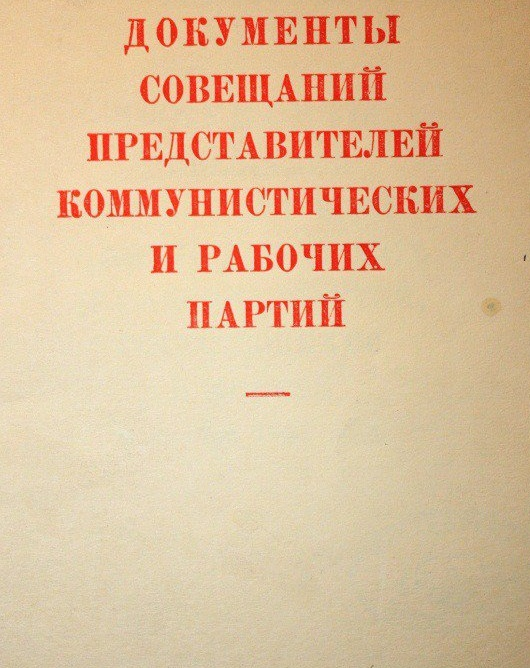 ДОКУМЕНТЫ
СОВЕЩАНИЙ
ПРЕДСТАВИТЕЛЕЙ
КОММУНИСТИЧЕСКИХ
И РАБОЧИХ
ПАРТИЙ